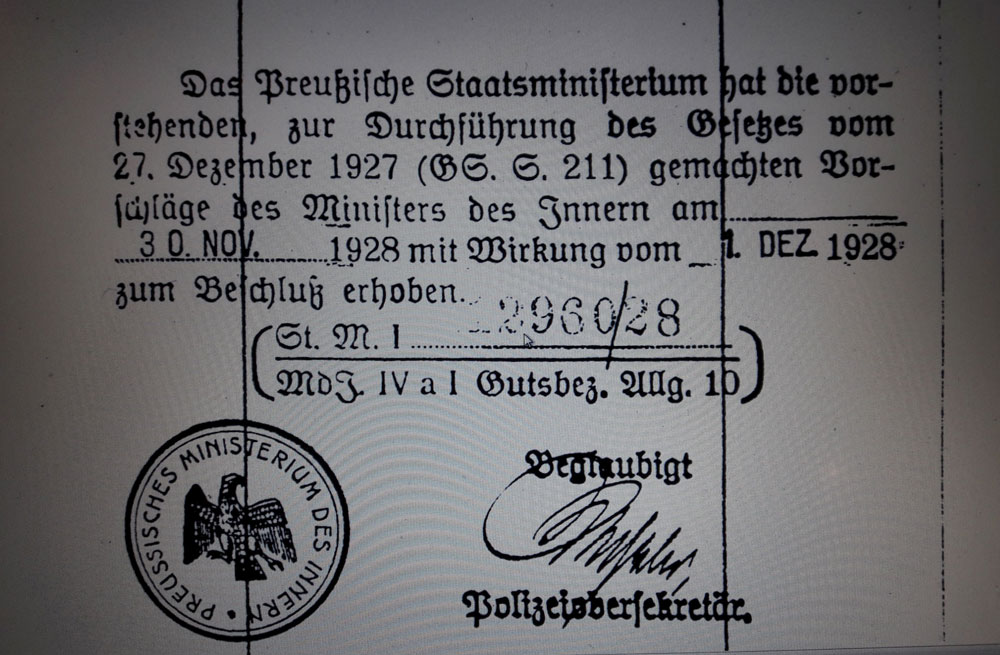 Das Preußische Staatsministerium hat die vor-
stehenden, zur Durchführung des Gesetzes vom
27. Dezember 1927 (GS. S. 211) gemachten Vor-
schläge des Ministers des Innern am
30. NOV. 1928 mit Wirkung vom 1. DEZ 1928
zum Beschluß erhoben.
(St. M. I 2960/28
MdJ. IV a I Gutsbez. Allg. 10)
PREUSSISCHES MINISTERIUM DES INNERN
Beglaubigt
Polizeiobersekretär.